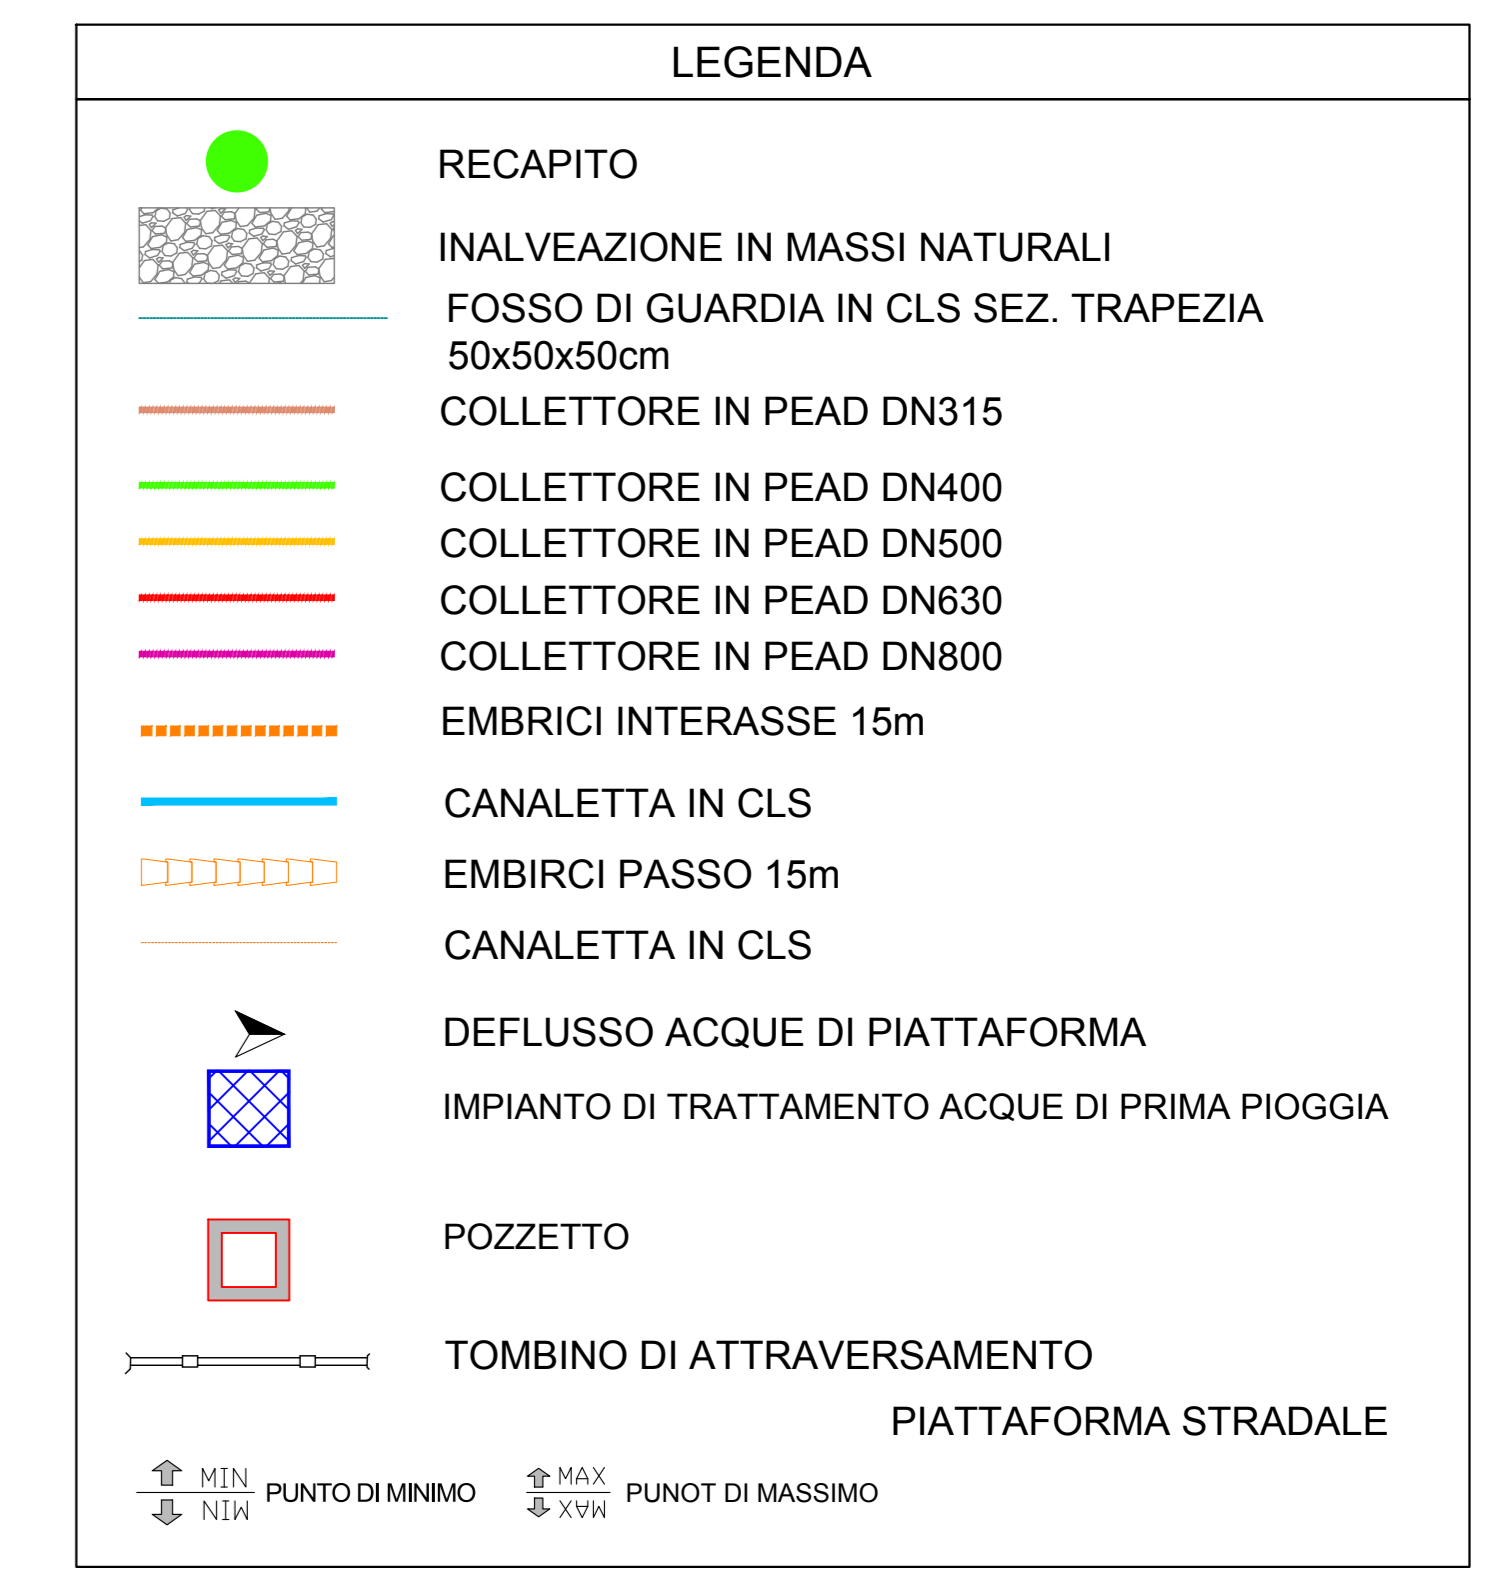 LEGENDA
RECAPITO
INALVEAZIONE IN MASSI NATURALI
FOSSO DI GUARDIA IN CLS SEZ. TRAPEZIA
50x50x50cm
COLLETTORE IN PEAD DN315
COLLETTORE IN PEAD DN400
COLLETTORE IN PEAD DN500
COLLETTORE IN PEAD DN630
COLLETTORE IN PEAD DN800
EMBRICI INTERASSE 15m
CANALETTA IN CLS
EMBIRCI PASSO 15m
CANALETTA IN CLS
DEFLUSSO ACQUE DI PIATTAFORMA
IMPIANTO DI TRATTAMENTO ACQUE DI PRIMA PIOGGIA
POZZETTO
TOMBINO DI ATTRAVERSAMENTO
PIATTAFORMA STRADALE
MIN
MIN
PUNTO DI MINIMO
MAX
MAX
PUNOT DI MASSIMO